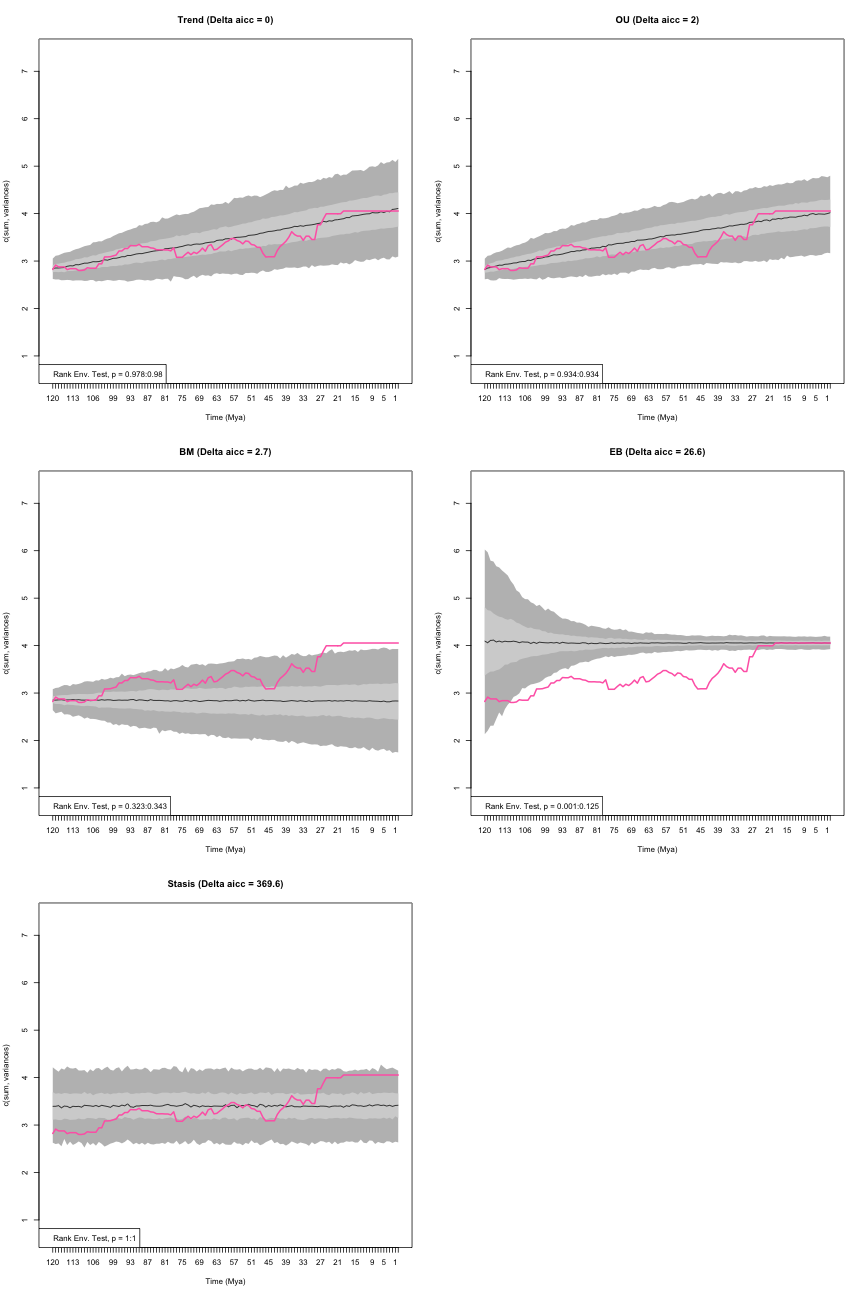 Trend (Delta aicc = 0)
c(sum, variances)
7
6
5
4
3
2
1
Rank Env. Test, p = 0.978:0.98
120 113 106 99 93 87 81 75 69 63 57 51 45 39 33 27 21 15 9 5 1
Time (Mya)
OU (Delta aicc = 2)
c(sum, variances)
7
6
5
4
3
2
1
Rank Env. Test, p = 0.934:0.934
120 113 106 99 93 87 81 75 69 63 57 51 45 39 33 27 21 15 9 5 1
Time (Mya)
BM (Delta aicc = 2.7)
c(sum, variances)
7
6
5
4
3
2
1
Rank Env. Test, p = 0.323:0.343
120 113 106 99 93 87 81 75 69 63 57 51 45 39 33 27 21 15 9 5 1
Time (Mya)
EB (Delta aicc = 26.6)
c(sum, variances)
7
6
5
4
3
2
1
Rank Env. Test, p = 0.001:0.125
120 113 106 99 93 87 81 75 69 63 57 51 45 39 33 27 21 15 9 5 1
Time (Mya)
Stasis (Delta aicc = 369.6)
c(sum, variances)
7
6
5
4
3
2
1
Rank Env. Test, p = 1:1
120 113 106 99 93 87 81 75 69 63 57 51 45 39 33 27 21 15 9 5 1
Time (Mya)